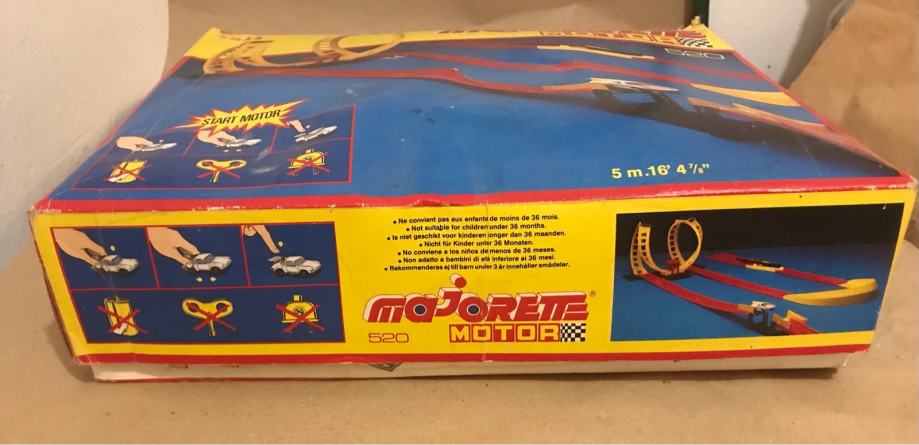 MAJORETTE
MOTOR
520
START MOTOR
5 m.16' 4 7/8"
• Ne convient pas aux enfants de moins de 36 mois.
• Not suitable for children under 36 months.
• Is niet geschikt voor kinderen jonger dan 36 maanden.
• Nicht für Kinder unter 36 Monaten.
• No conviene a los niños de menos de 36 meses.
• Non adatto a bambini di età inferiore ai 36 mesi.
• Rekommenderas ej till barn under 3 år innehåller smådelar.
MAJORETTE®
520 MOTOR